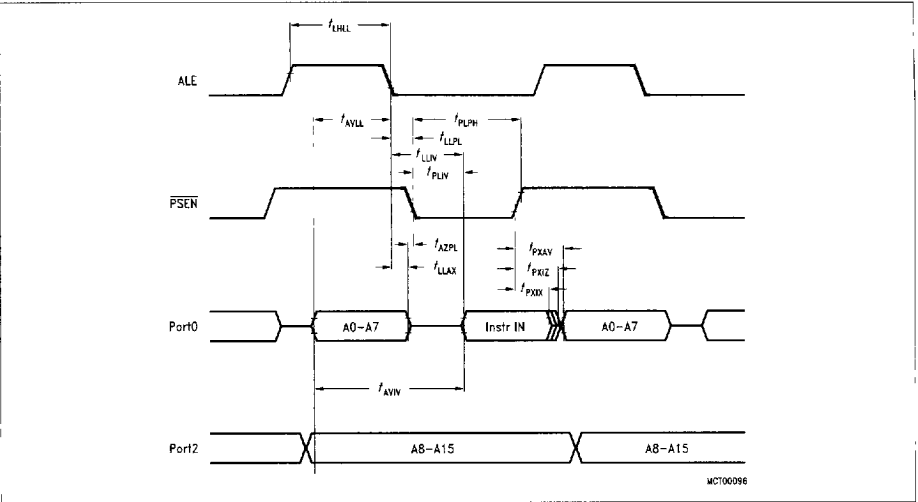 tLHLL
ALE
tAVLL
tPLPH
tLLPL
tLLIV
tPLIV
PSEN
tAZPL
tPXAV
tLLAX
tPXIZ
tPXIX
Port0
A0-A7
Instr IN
A0-A7
tAVIV
Port2
A8-A15
A8-A15
MCT00096